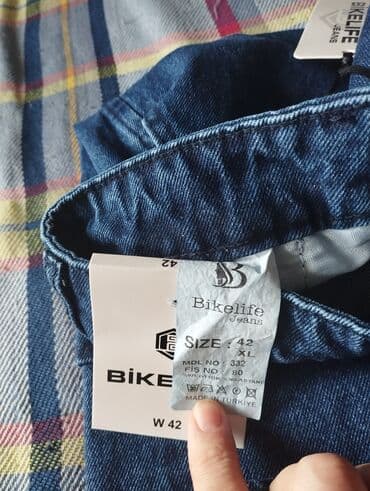 BIKELIFE
JEANS
42
B
Bikelife
Jeans
SIZE : 42
XL
MDL NO : 332
FİŞ NO : 80
MADE IN TÜRKİYE
BİKE
W 42